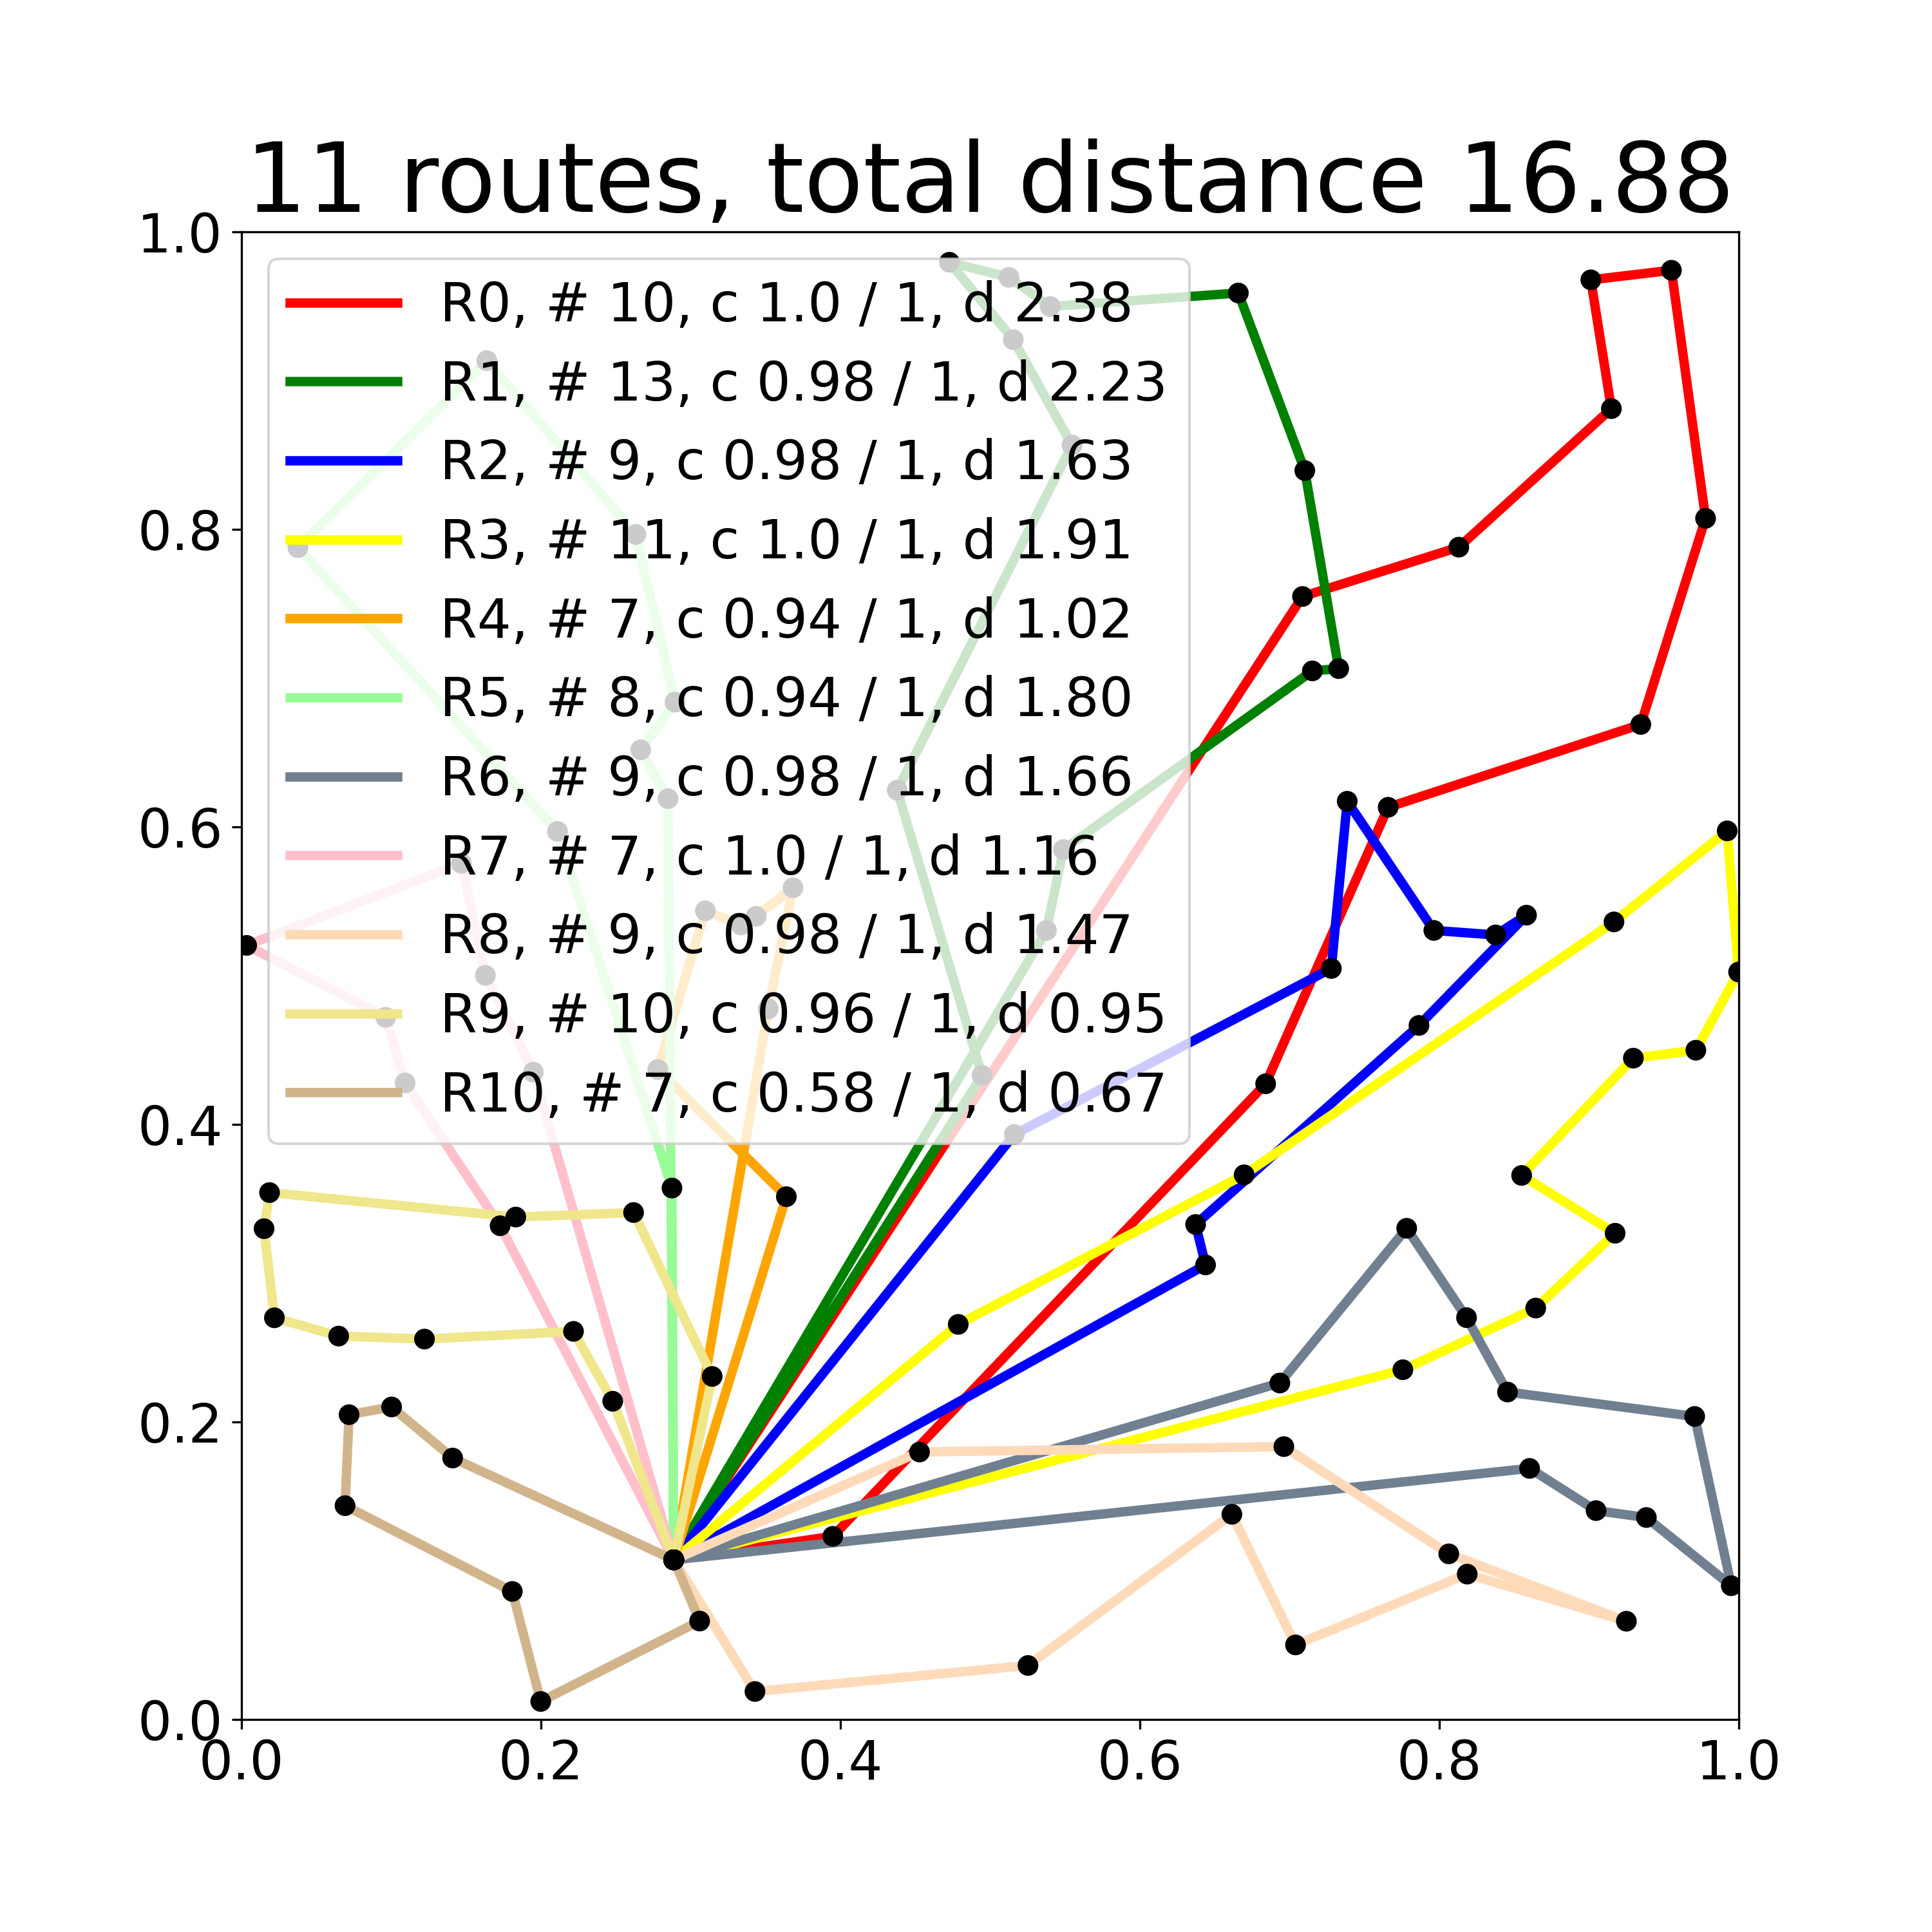 11 routes, total distance 16.88
1.0
0.8
0.6
0.4
0.2
0.0
R0, # 10, c 1.0 / 1, d 2.38
R1, # 13, c 0.98 / 1, d 2.23
R2, # 9, c 0.98 / 1, d 1.63
R3, # 11, c 1.0 / 1, d 1.91
R4, # 7, c 0.94 / 1, d 1.02
R5, # 8, c 0.94 / 1, d 1.80
R6, # 9, c 0.98 / 1, d 1.66
R7, # 7, c 1.0 / 1, d 1.16
R8, # 9, c 0.98 / 1, d 1.47
R9, # 10, c 0.96 / 1, d 0.95
R10, # 7, c 0.58 / 1, d 0.67
0.0 0.2 0.4 0.6 0.8 1.0